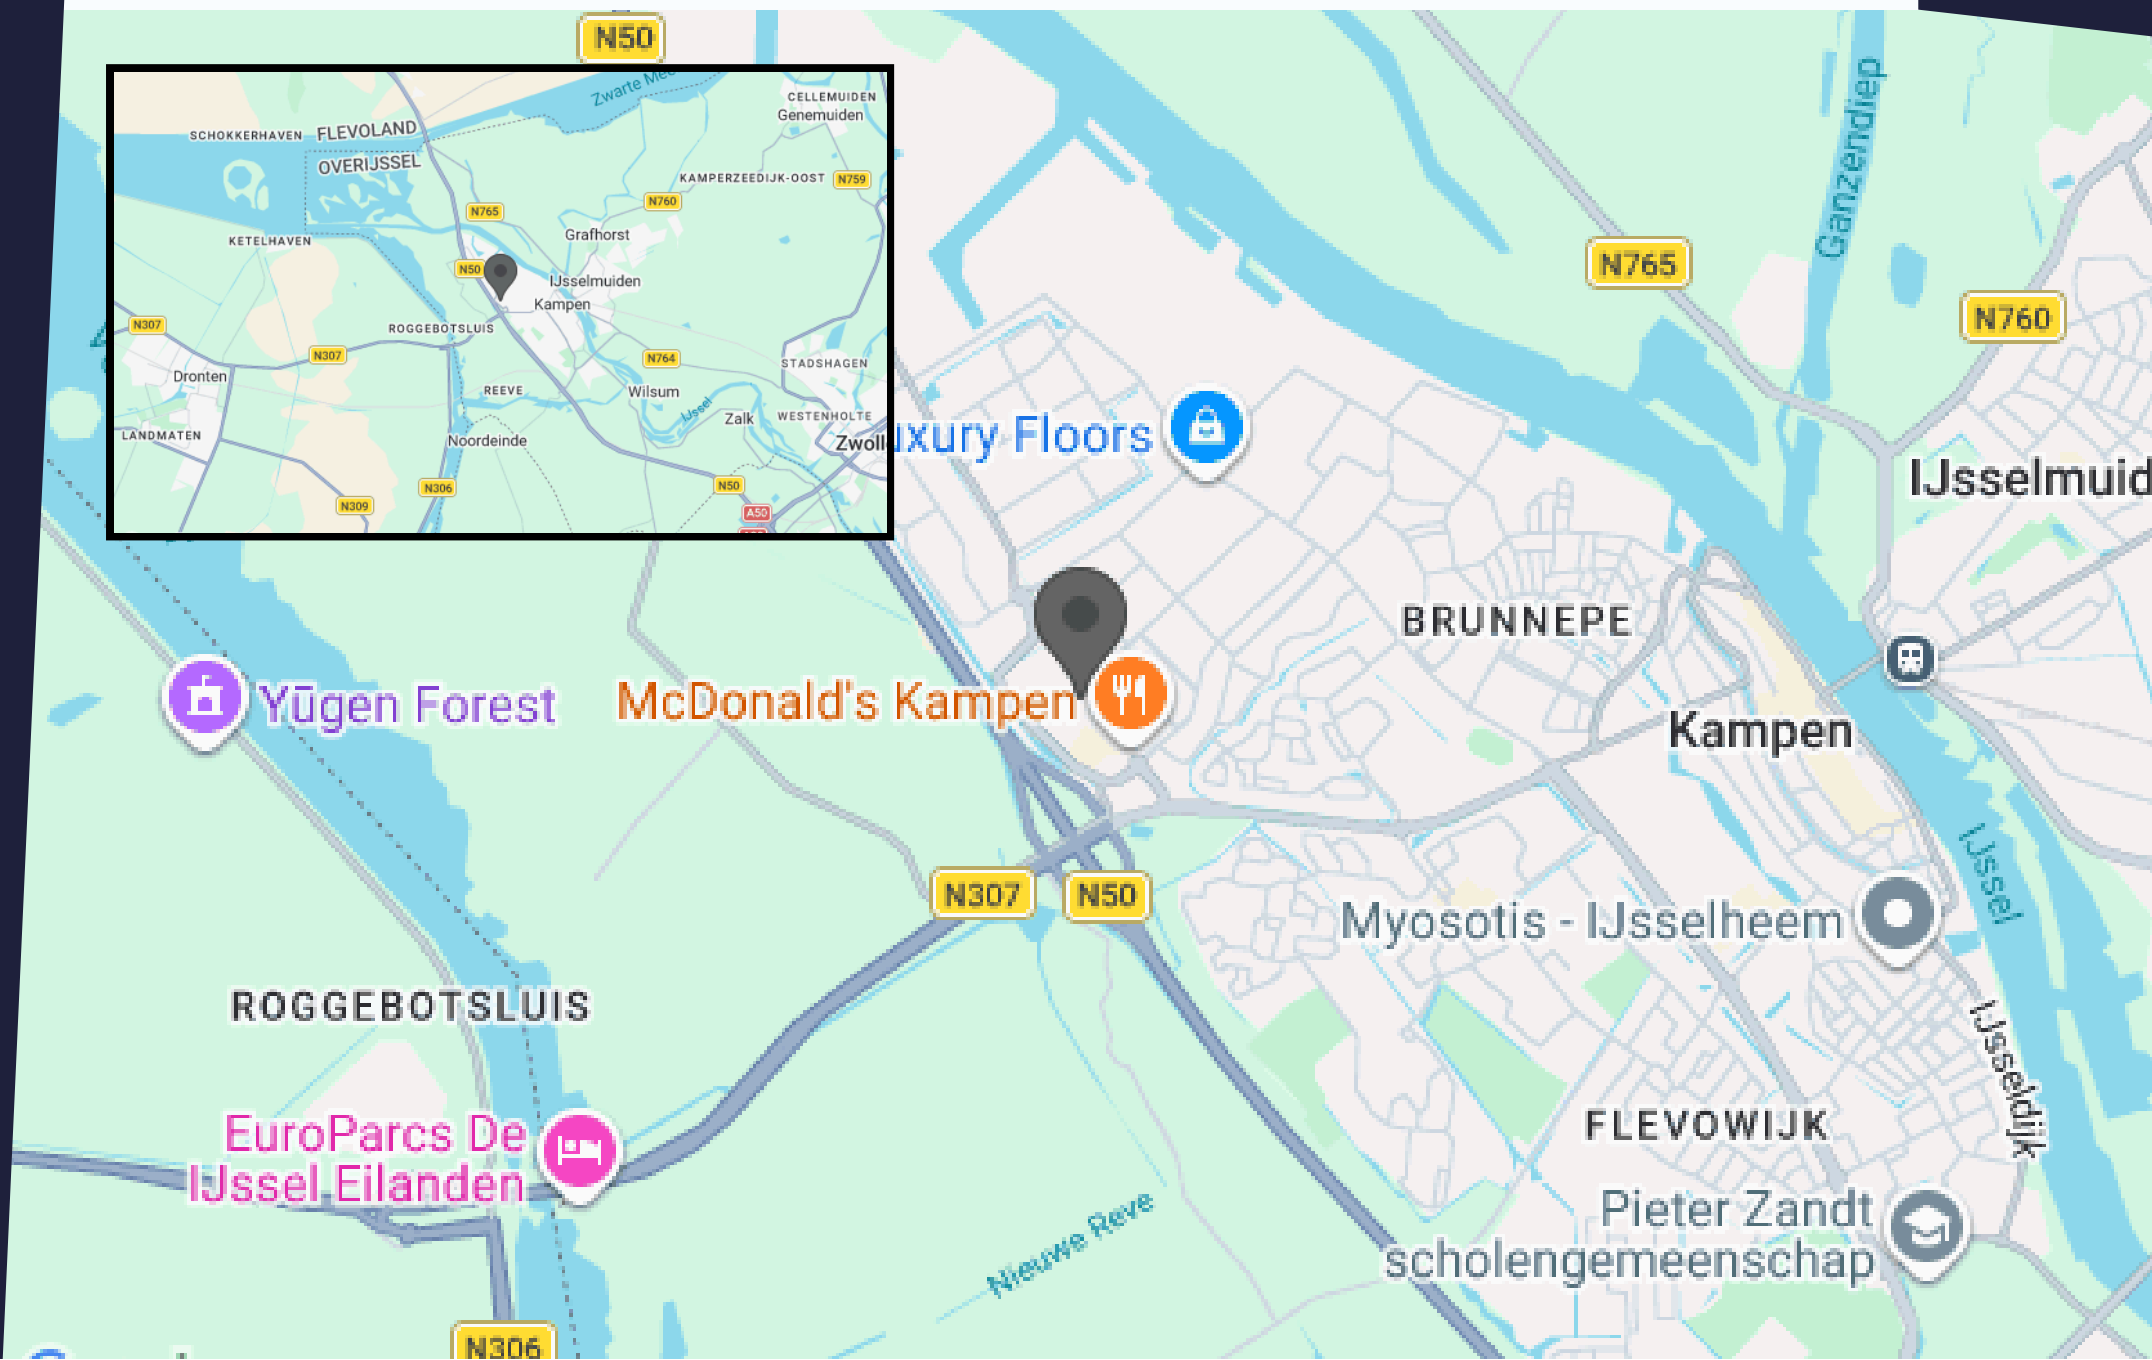 N50
Zwarte Mee
CELLEMUIDEN
Genemuiden
SCHOKKERHAVEN
FLEVOLAND
OVERIJSSEL
KAMPERZEEDIJK-OOST
N759
N765
N760
Grafhorst
KETELHAVEN
N50
IJsselmuiden
Kampen
N307
ROGGEBOTSLUIS
N307
N764
Dronten
STADSHAGEN
REEVE
Wilsum
IJssel
Zalk
WESTENHOLTE
LANDMATEN
Noordeinde
Zwoll
N306
N50
N309
A50
Ganzendiep
N765
N760
uxury Floors
IJsselmuid
BRUNNEPE
Yūgen Forest
McDonald's Kampen
Kampen
IJssel
N307
N50
Myosotis - IJsselheem
ROGGEBOTSLUIS
IJsseldijk
EuroParcs De
IJssel Eilanden
FLEVOWIJK
Nieuwe Reve
Pieter Zandt
scholengemeenschap
N306